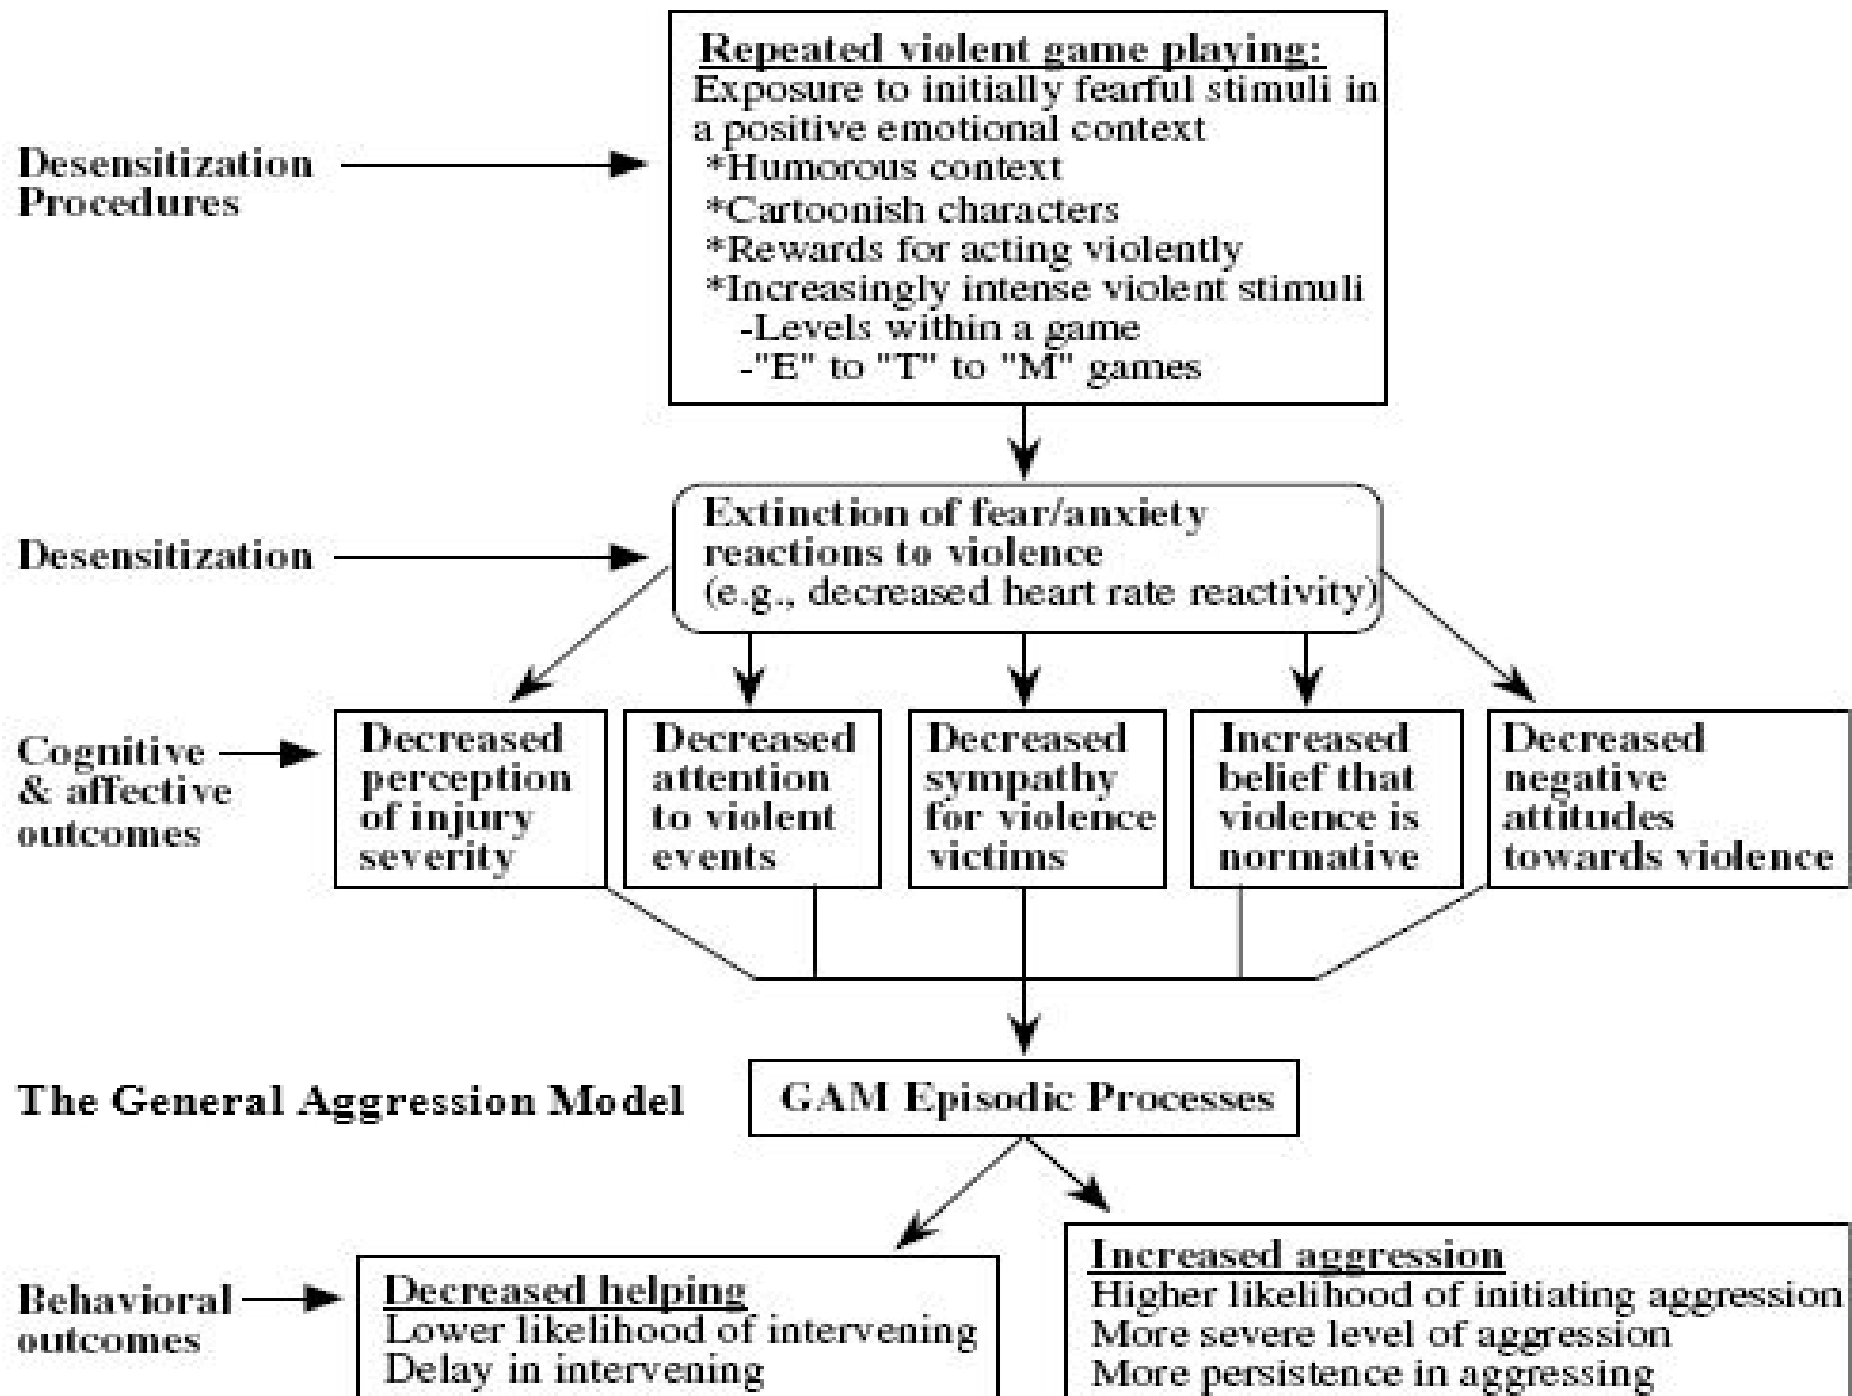 Repeated violent game playing:
Exposure to initially fearful stimuli in
a positive emotional context
*Humorous context
*Cartoonish characters
*Rewards for acting violently
*Increasingly intense violent stimuli
-Levels within a game
-"E" to "T" to "M" games
Desensitization
Procedures
Extinction of fear/anxiety
reactions to violence
(e.g., decreased heart rate reactivity)
Desensitization
Cognitive
& affective
outcomes
Decreased
perception
of injury
severity
Decreased
attention
to violent
events
Decreased
sympathy
for violence
victims
Increased
belief that
violence is
normative
Decreased
negative
attitudes
towards violence
The General Aggression Model
GAM Episodic Processes
Behavioral
outcomes
Decreased helping
Lower likelihood of intervening
Delay in intervening
Increased aggression
Higher likelihood of initiating aggression
More severe level of aggression
More persistence in aggressing